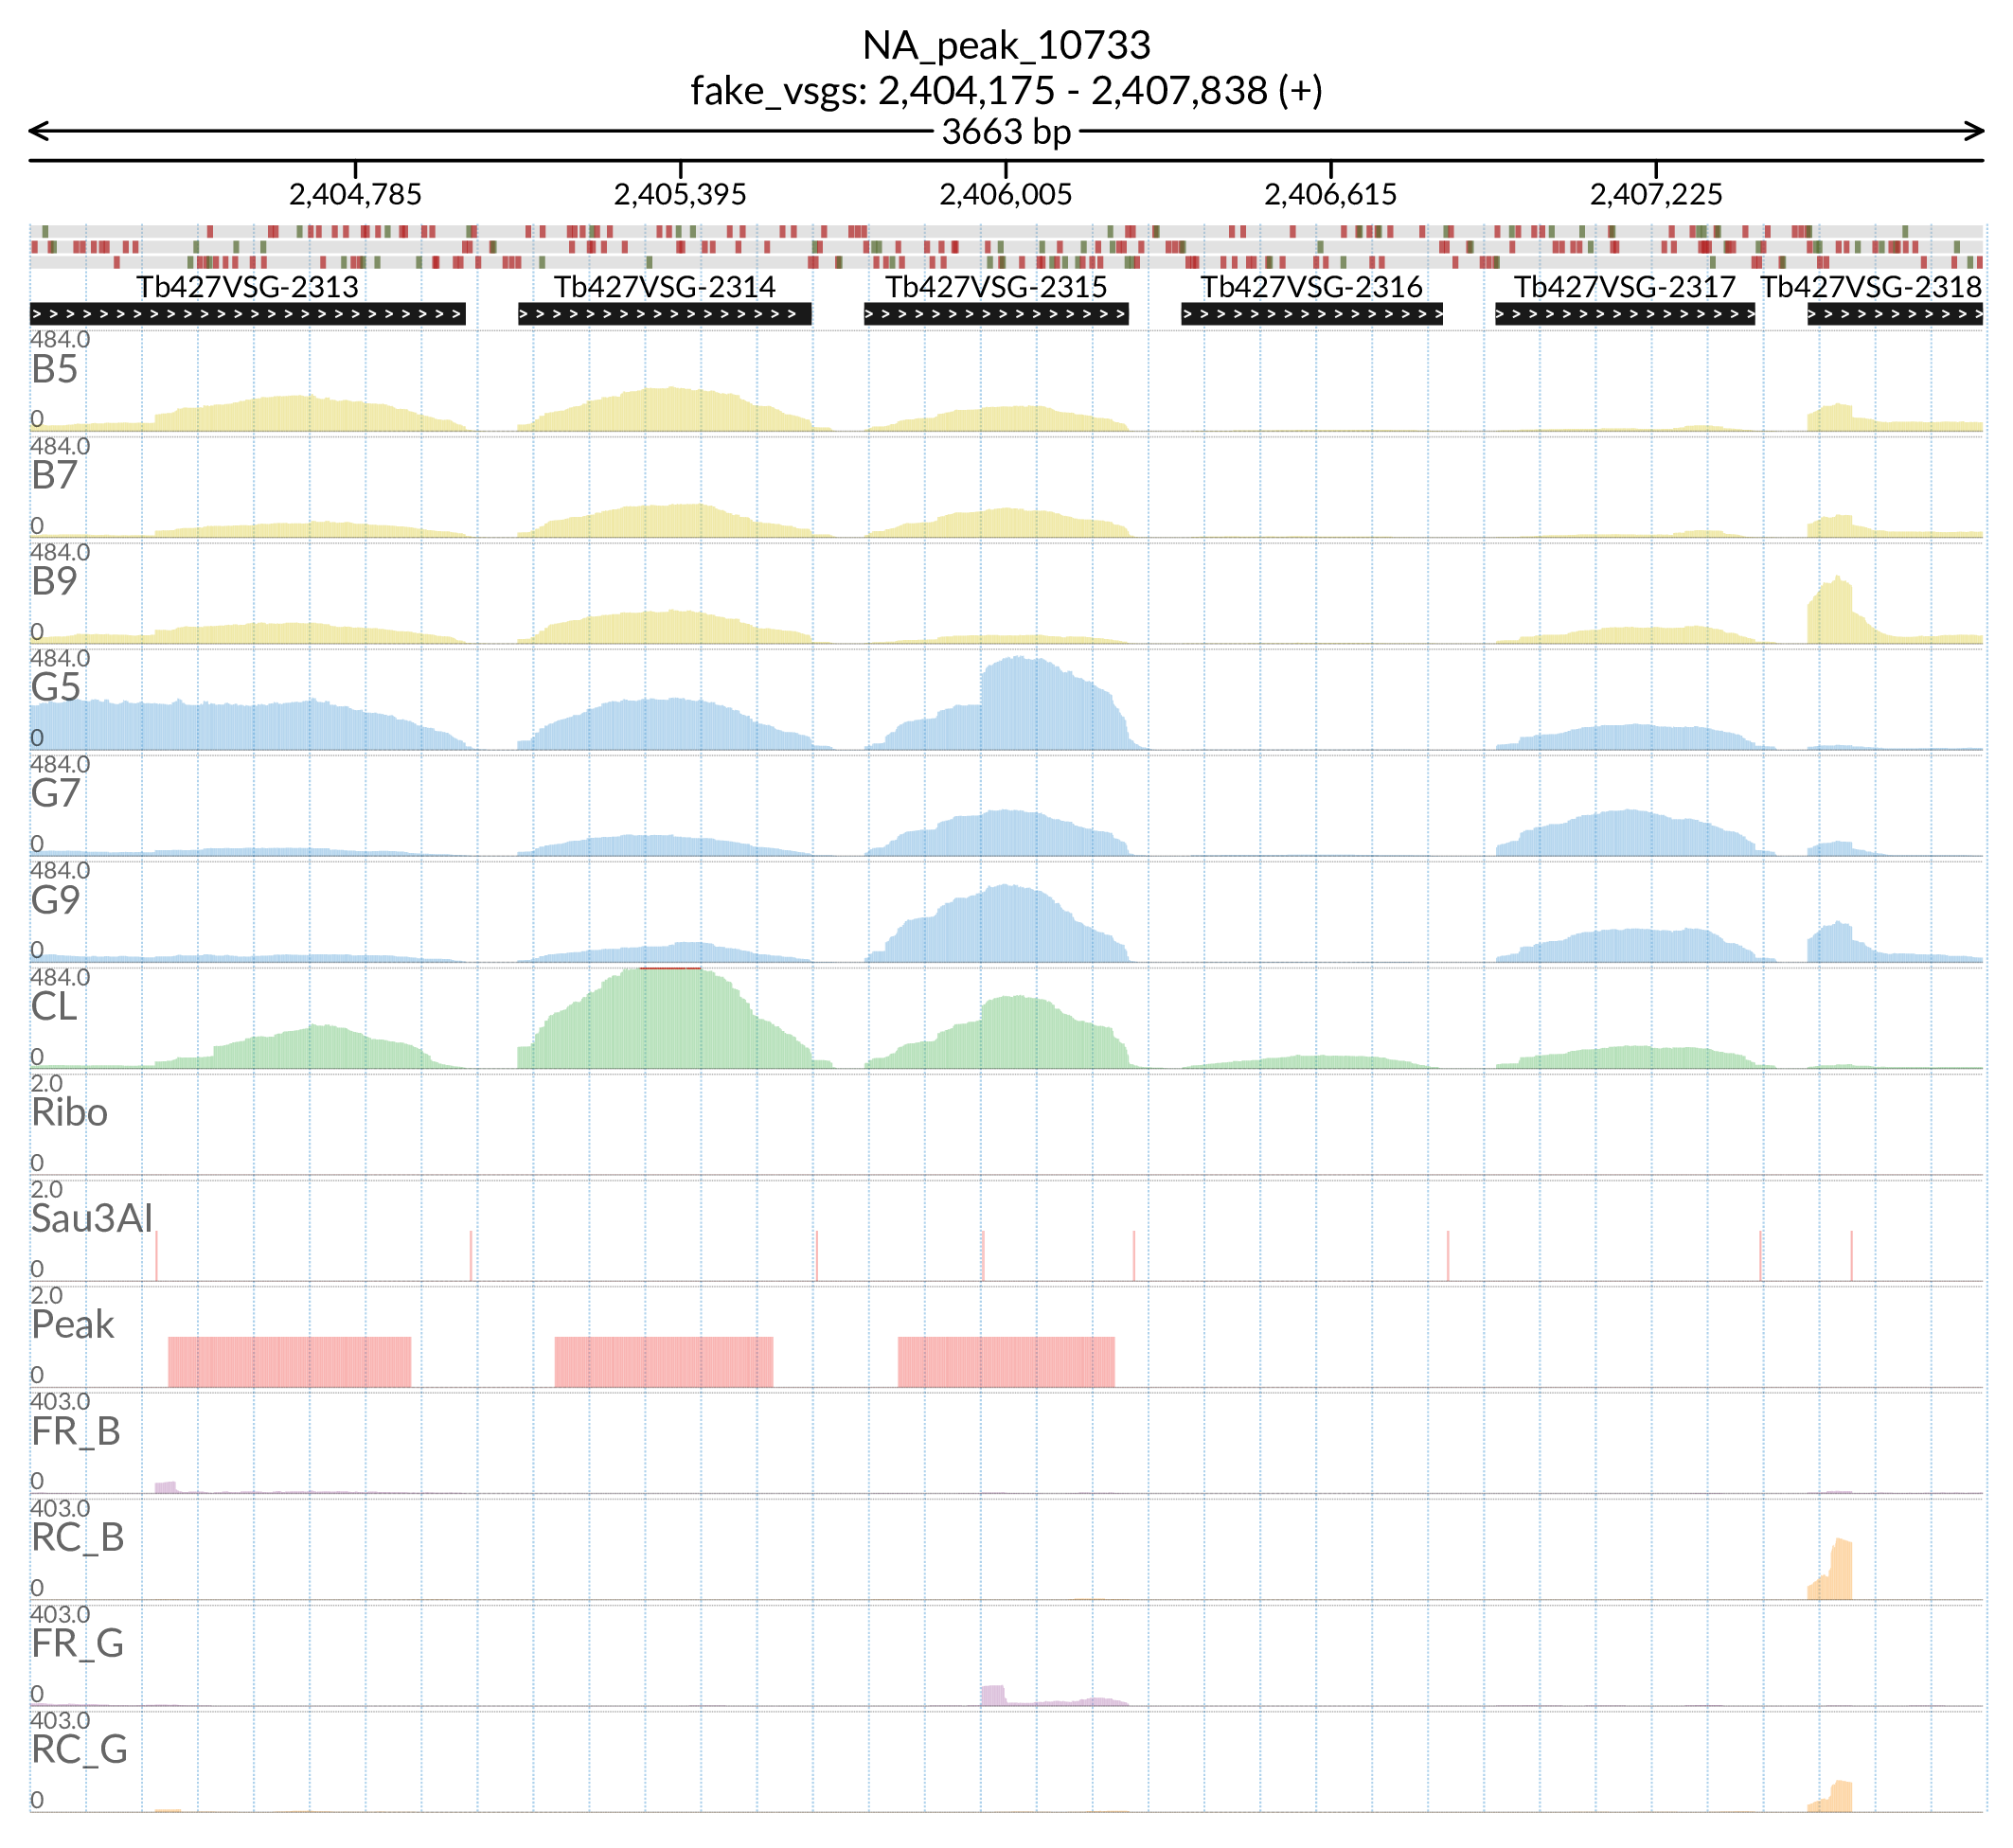 NA_peak_10733
fake_vsgs: 2,404,175 - 2,407,838 (+)
3663 bp
2,404,785 2,405,395 2,406,005 2,406,615 2,407,225
Tb427VSG-2313 Tb427VSG-2314 Tb427VSG-2315 Tb427VSG-2316 Tb427VSG-2317 Tb427VSG-2318
484.0
B5
0
484.0
B7
0
484.0
B9
0
484.0
G5
0
484.0
G7
0
484.0
G9
0
484.0
CL
0
2.0
Ribo
0
2.0
Sau3AI
0
2.0
Peak
0
403.0
FR_B
0
403.0
RC_B
0
403.0
FR_G
0
403.0
RC_G
0